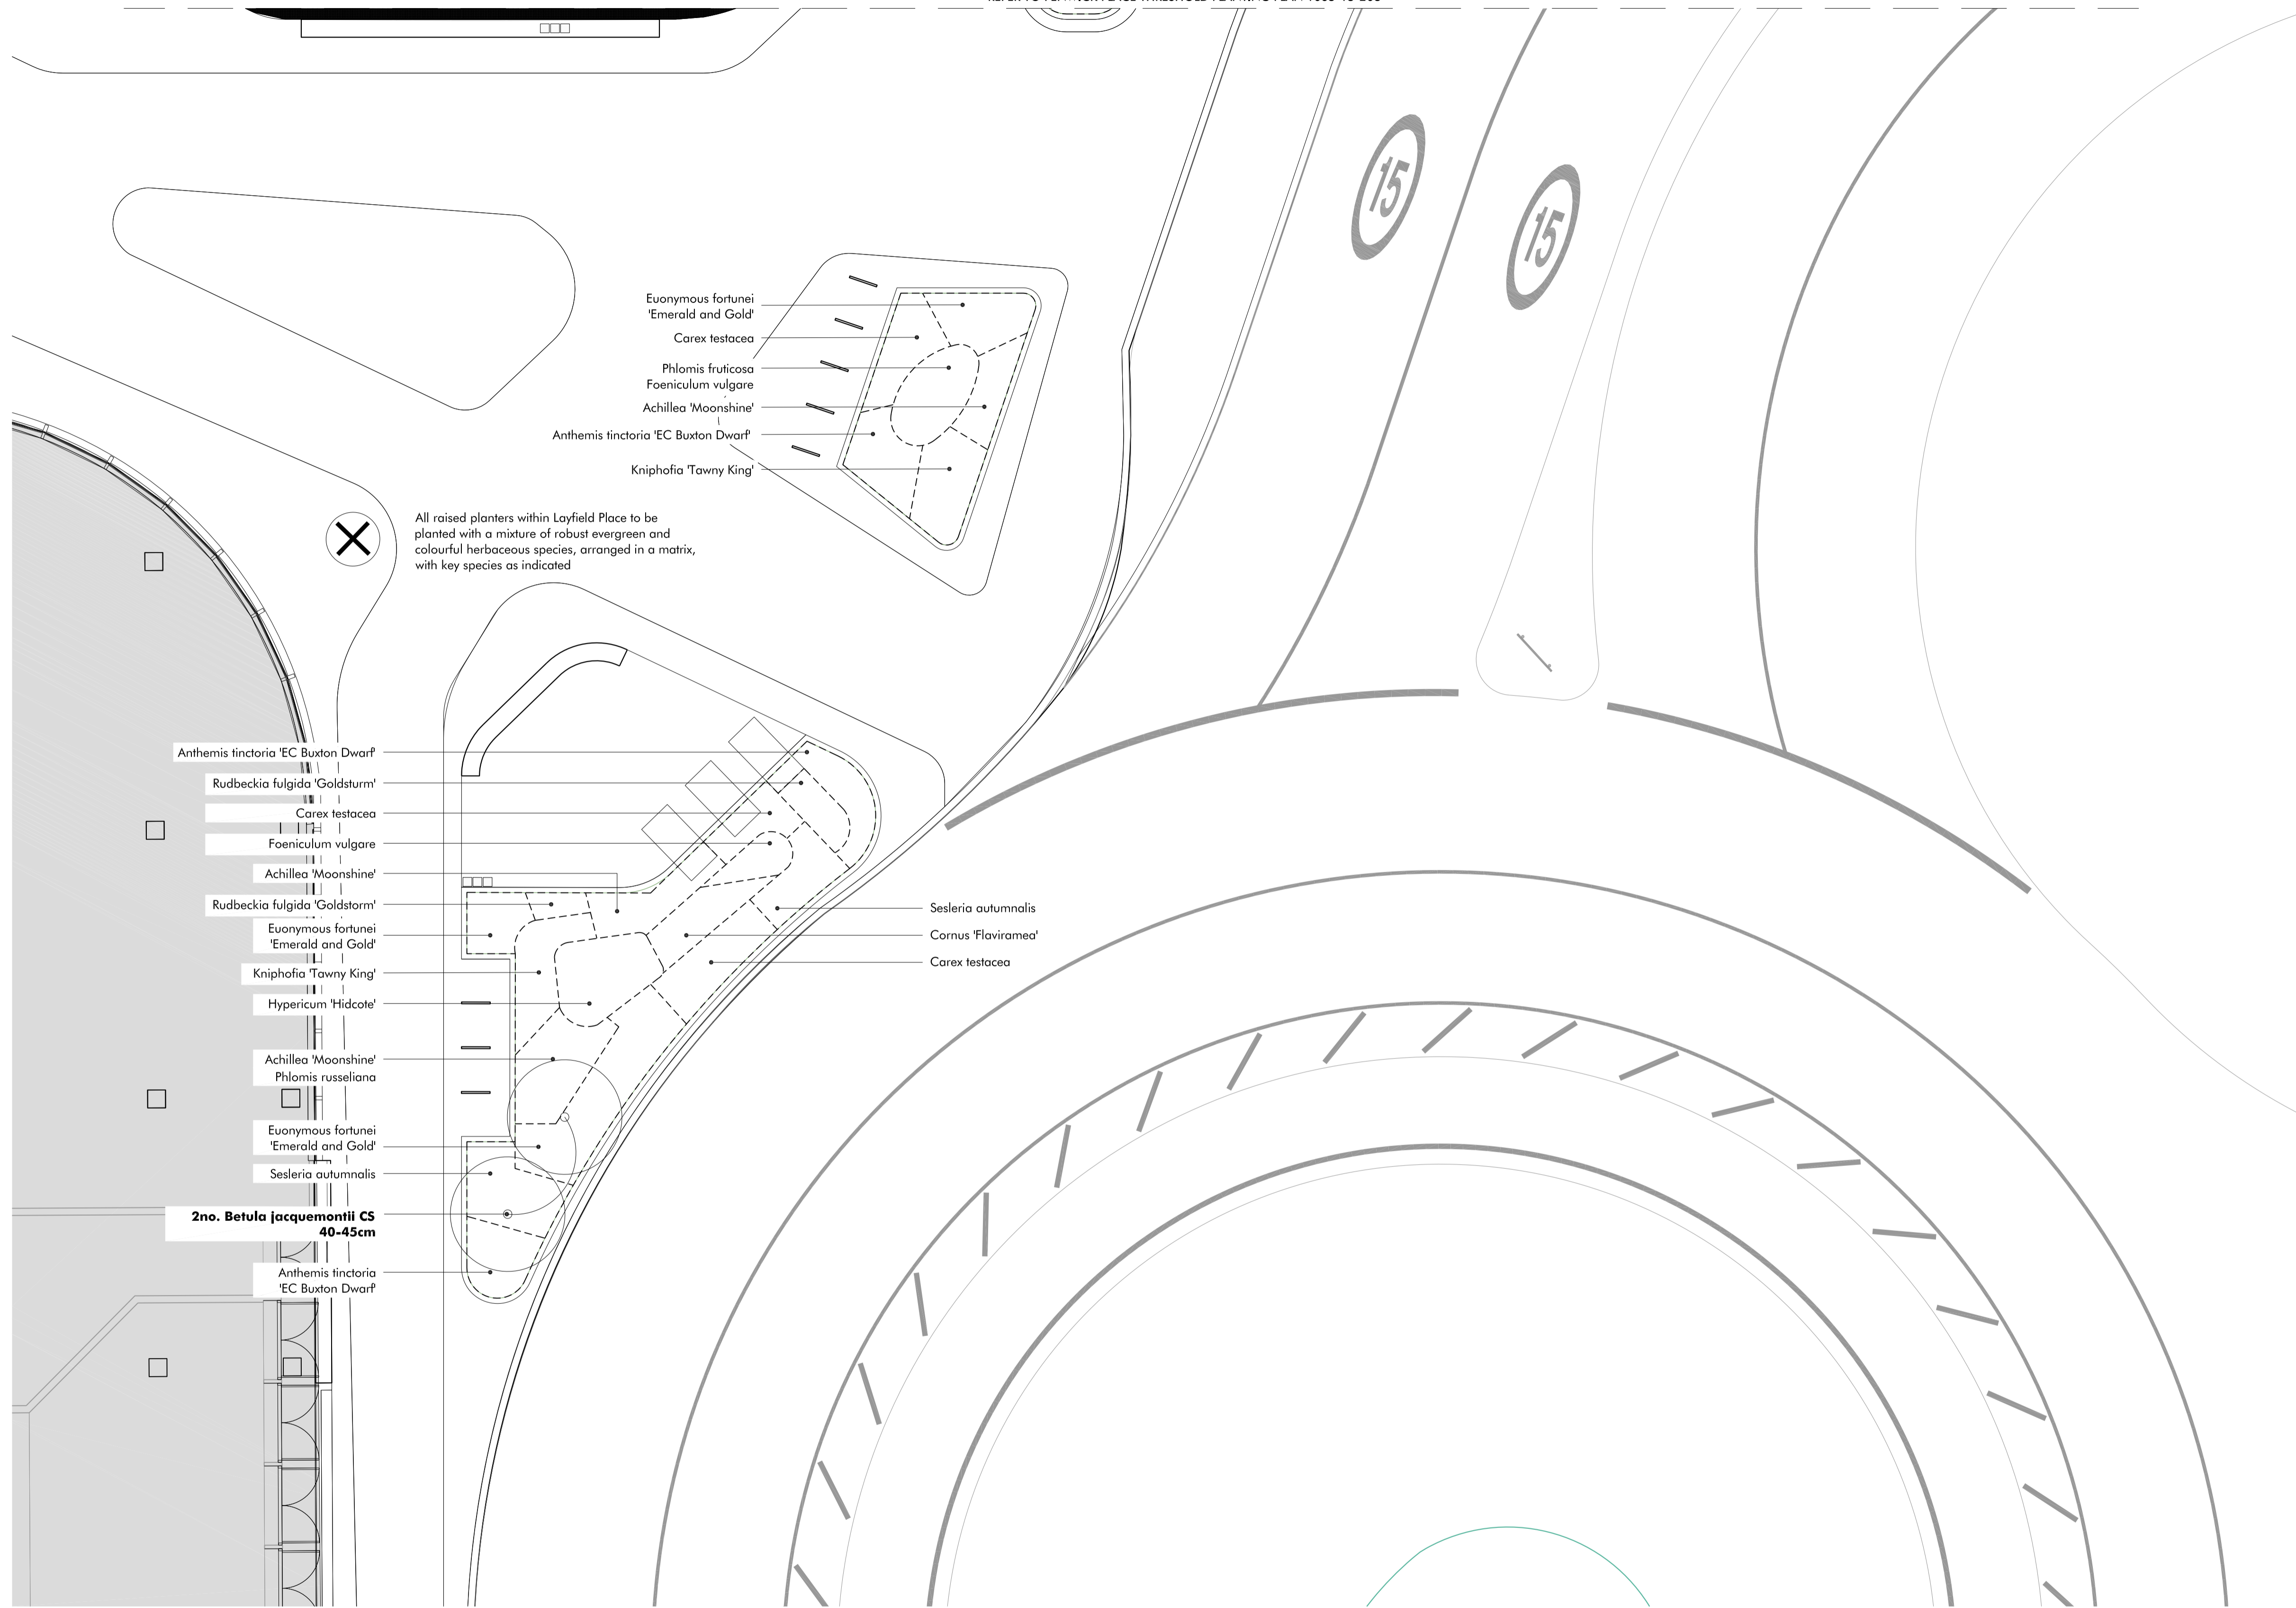 15
15
Euonymous fortunei
'Emerald and Gold'
Carex testacea
Phlomis fruticosa
Foeniculum vulgare
Achillea 'Moonshine'
Anthemis tinctoria 'EC Buxton Dwarf'
Kniphofia 'Tawny King'
All raised planters within Layfield Place to be
planted with a mixture of robust evergreen and
colourful herbaceous species, arranged in a matrix,
with key species as indicated
Anthemis tinctoria 'EC Buxton Dwarf'
Rudbeckia fulgida 'Goldsturm'
Carex testacea
Foeniculum vulgare
Achillea 'Moonshine'
Rudbeckia fulgida 'Goldstorm'
Euonymous fortunei
'Emerald and Gold'
Kniphofia 'Tawny King'
Hypericum 'Hidcote'
Achillea 'Moonshine'
Phlomis russeliana
Euonymous fortunei
'Emerald and Gold'
Sesleria autumnalis
2no. Betula jacquemontii CS
40-45cm
Anthemis tinctoria
'EC Buxton Dwarf'
Sesleria autumnalis
Cornus 'Flaviramea'
Carex testacea